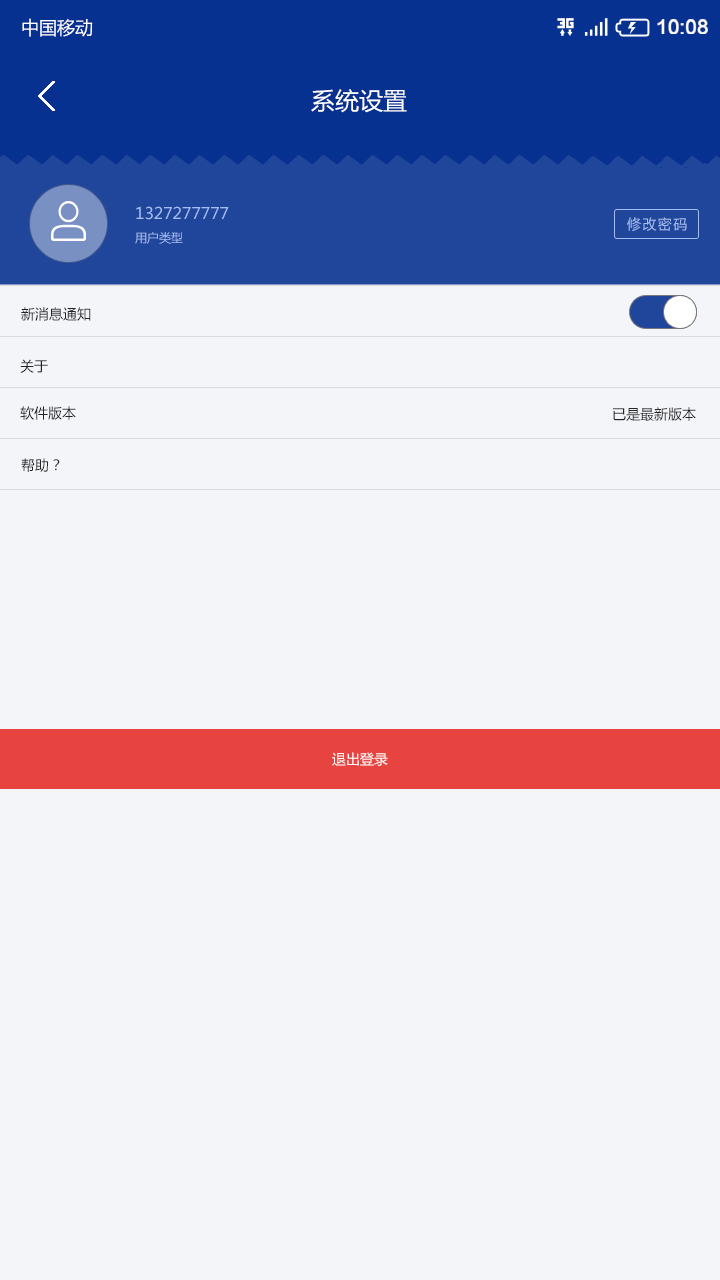 中国移动
3G
10:08
系统设置
1327277777
用户类型
修改密码
新消息通知
关于
软件版本
已是最新版本
帮助？
退出登录